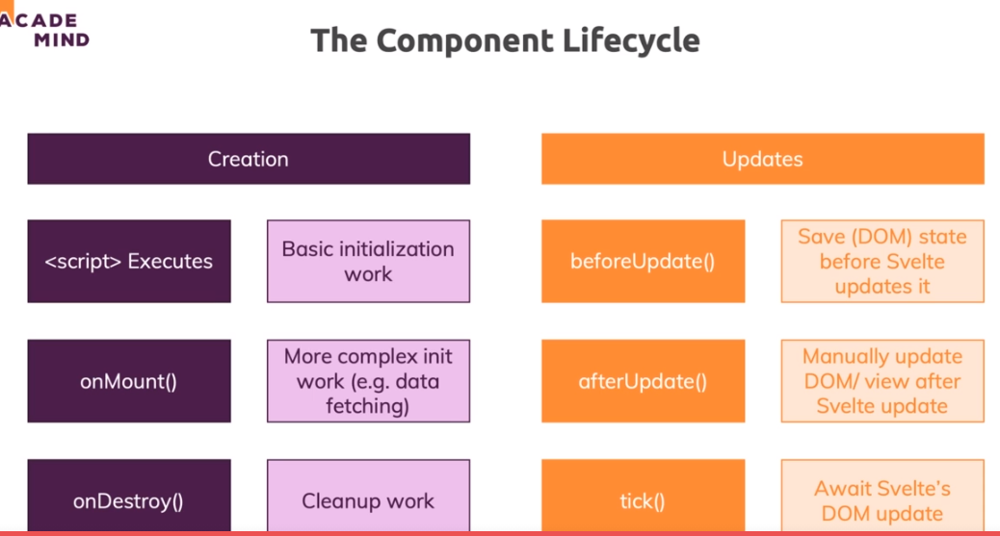 ACADE
MIND
The Component Lifecycle
Creation
<script> Executes
Basic initialization
work
onMount()
More complex init
work (e.g. data
fetching)
onDestroy()
Cleanup work
Updates
beforeUpdate()
Save (DOM) state
before Svelte
updates it
afterUpdate()
Manually update
DOM/ view after
Svelte update
tick()
Await Svelte's
DOM update